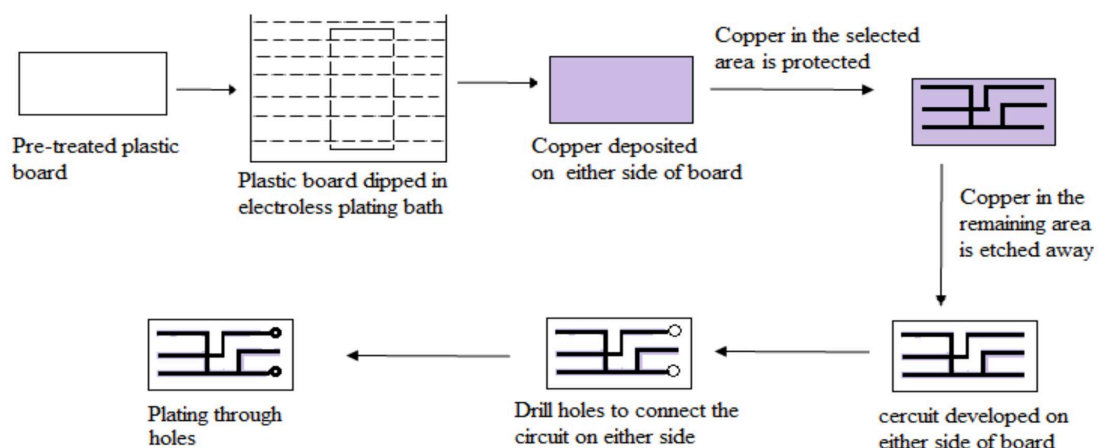 Pre-treated plastic
board
Plastic board dipped in
electroless plating bath
Copper deposited
on either side of board
Copper in the selected
area is protected
Copper in the
remaining area
is etched away
cercuit developed on
either side of board
Drill holes to connect the
circuit on either side
Plating through
holes